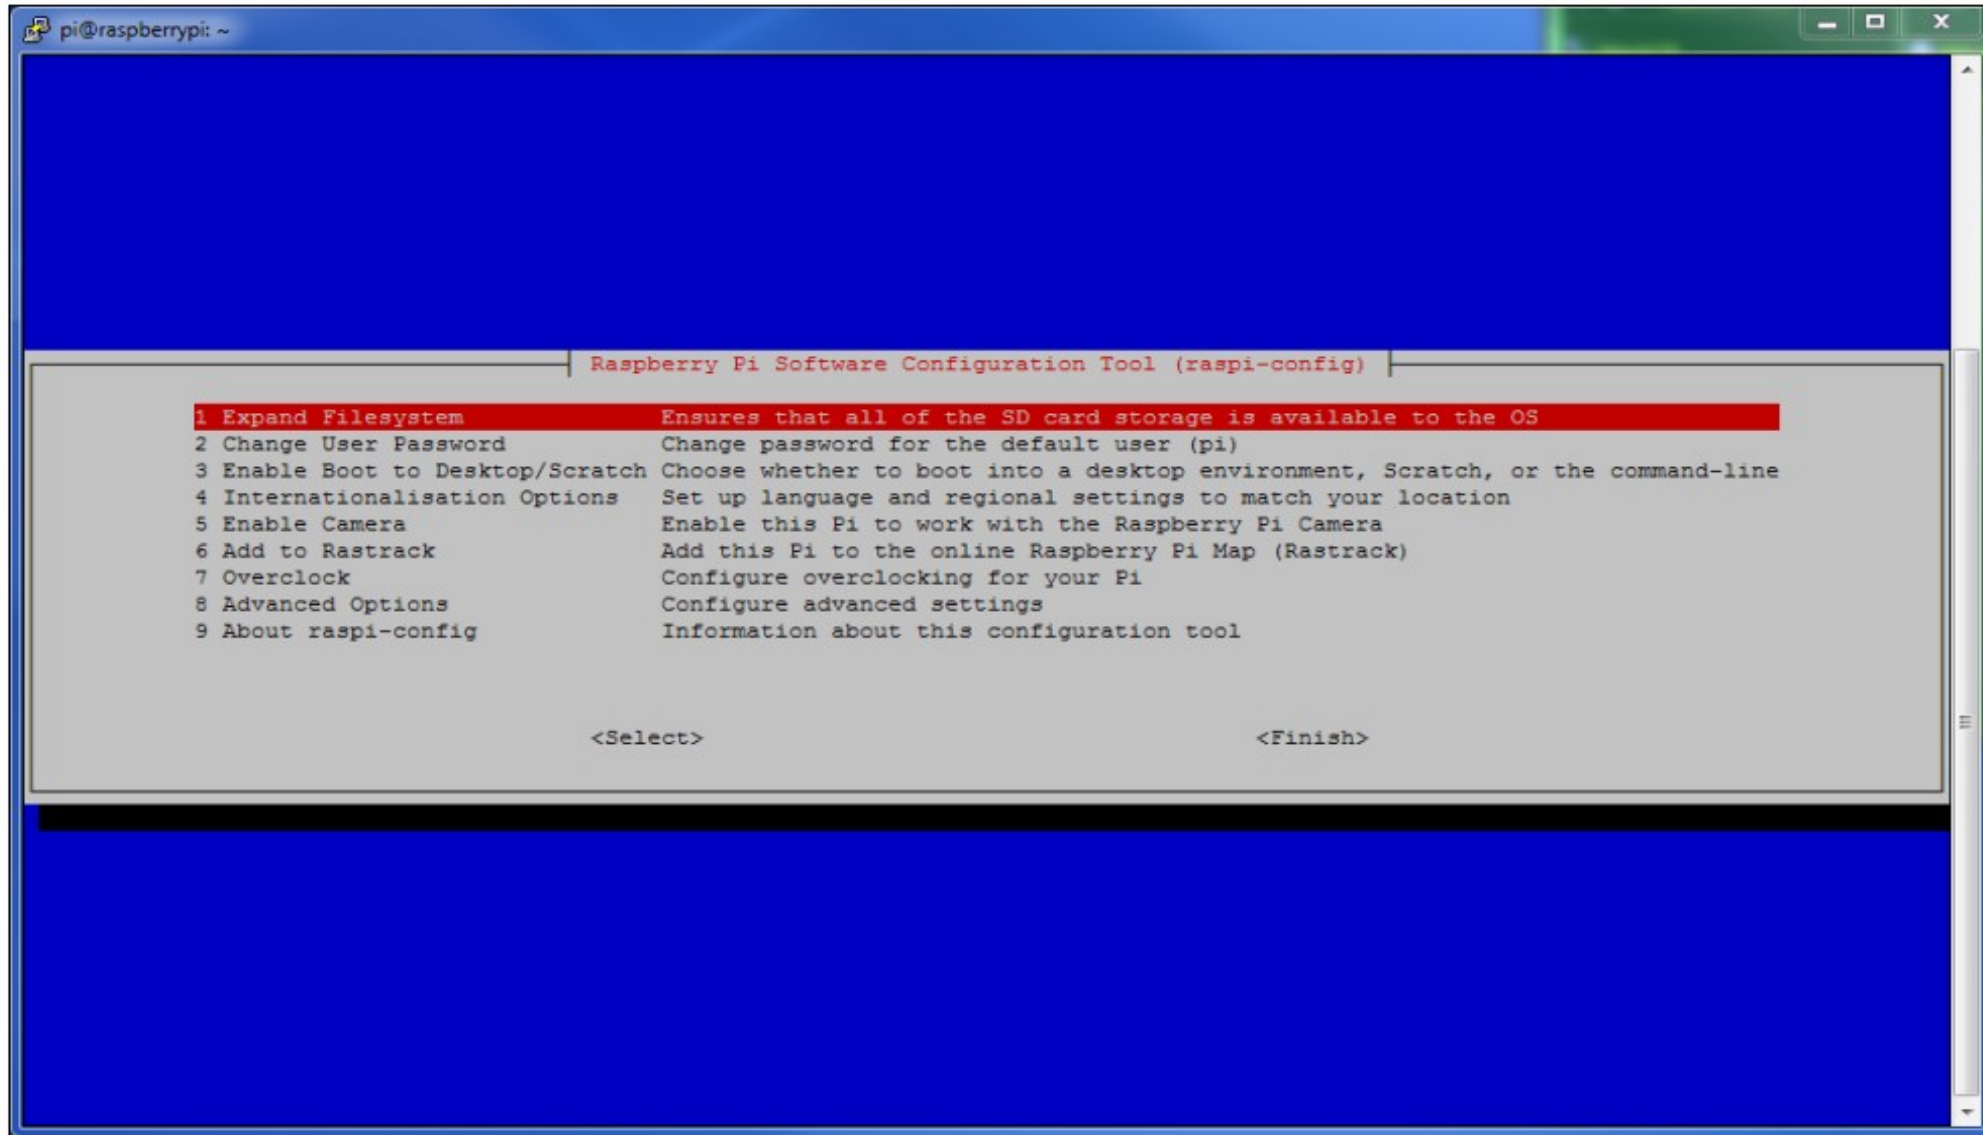 pi@raspberrypi: ~
Raspberry Pi Software Configuration Tool (raspi-config)
1 Expand Filesystem Ensures that all of the SD card storage is available to the OS
2 Change User Password Change password for the default user (pi)
3 Enable Boot to Desktop/Scratch Choose whether to boot into a desktop environment, Scratch, or the command-line
4 Internationalisation Options Set up language and regional settings to match your location
5 Enable Camera Enable this Pi to work with the Raspberry Pi Camera
6 Add to Rastrack Add this Pi to the online Raspberry Pi Map (Rastrack)
7 Overclock Configure overclocking for your Pi
8 Advanced Options Configure advanced settings
9 About raspi-config Information about this configuration tool
<Select> <Finish>